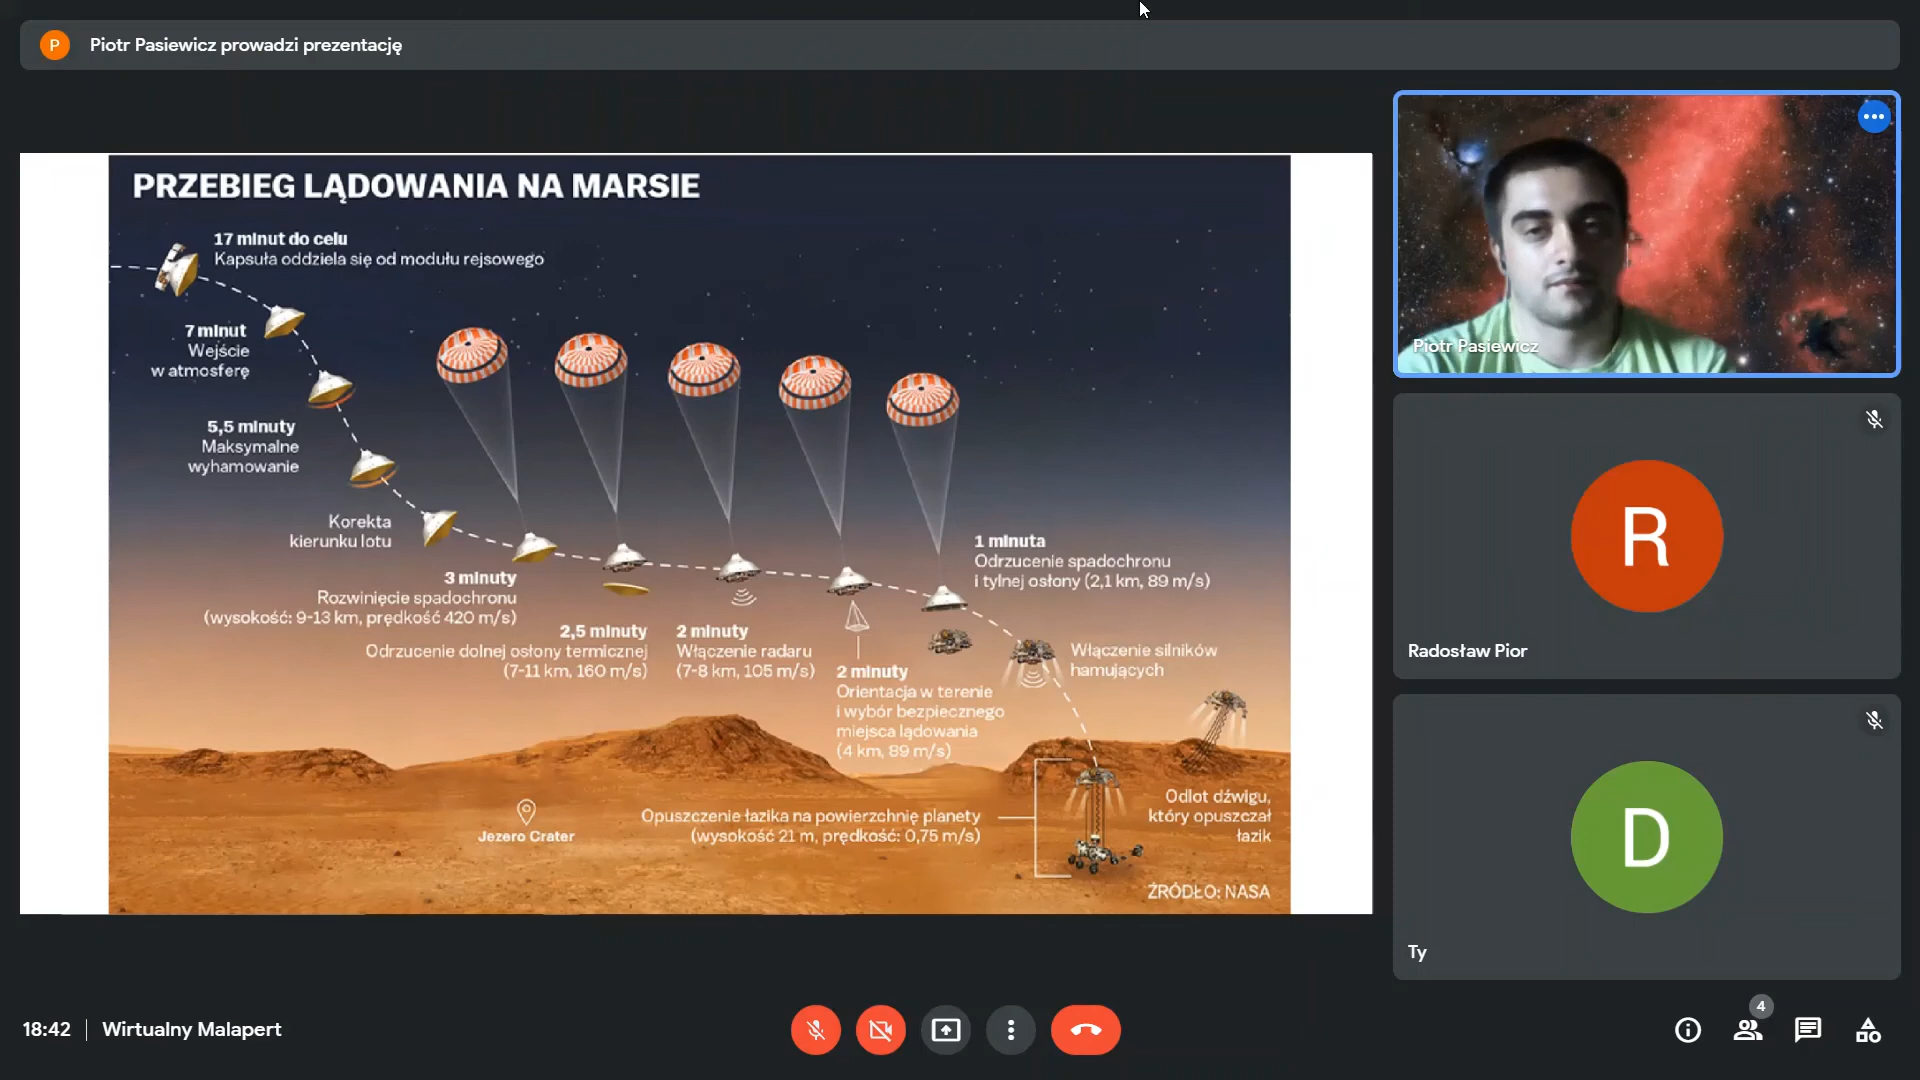 P
Piotr Pasiewicz prowadzi prezentację
PRZEBIEG LĄDOWANIA NA MARSIE
17 minut do celu
Kapsuła oddziela się od modułu rejsowego
7 minut
Wejście
w atmosferę
5,5 minuty
Maksymalne
wyhamowanie
Korekta
kierunku lotu
3 minuty
Rozwinięcie spadochronu
(wysokość: 9-13 km, prędkość 420 m/s)
2,5 minuty
Odrzucenie dolnej osłony termicznej
(7-11 km, 160 m/s)
2 minuty
Włączenie radaru
(7-8 km, 105 m/s)
2 minuty
Orientacja w terenie
i wybór bezpiecznego
miejsca lądowania
(4 km, 89 m/s)
1 minuta
Odrzucenie spadochronu
i tylnej osłony (2,1 km, 89 m/s)
Włączenie silników
hamujących
Jezero Crater
Opuszczenie łazika na powierzchnię planety
(wysokość 21 m, prędkość: 0,75 m/s)
Odlot dźwigu,
który opuszczał
łazik
ŹRÓDŁO: NASA
Piotr Pasiewicz
R
Radosław Pior
D
Ty
18:42
Wirtualny Malapert
4